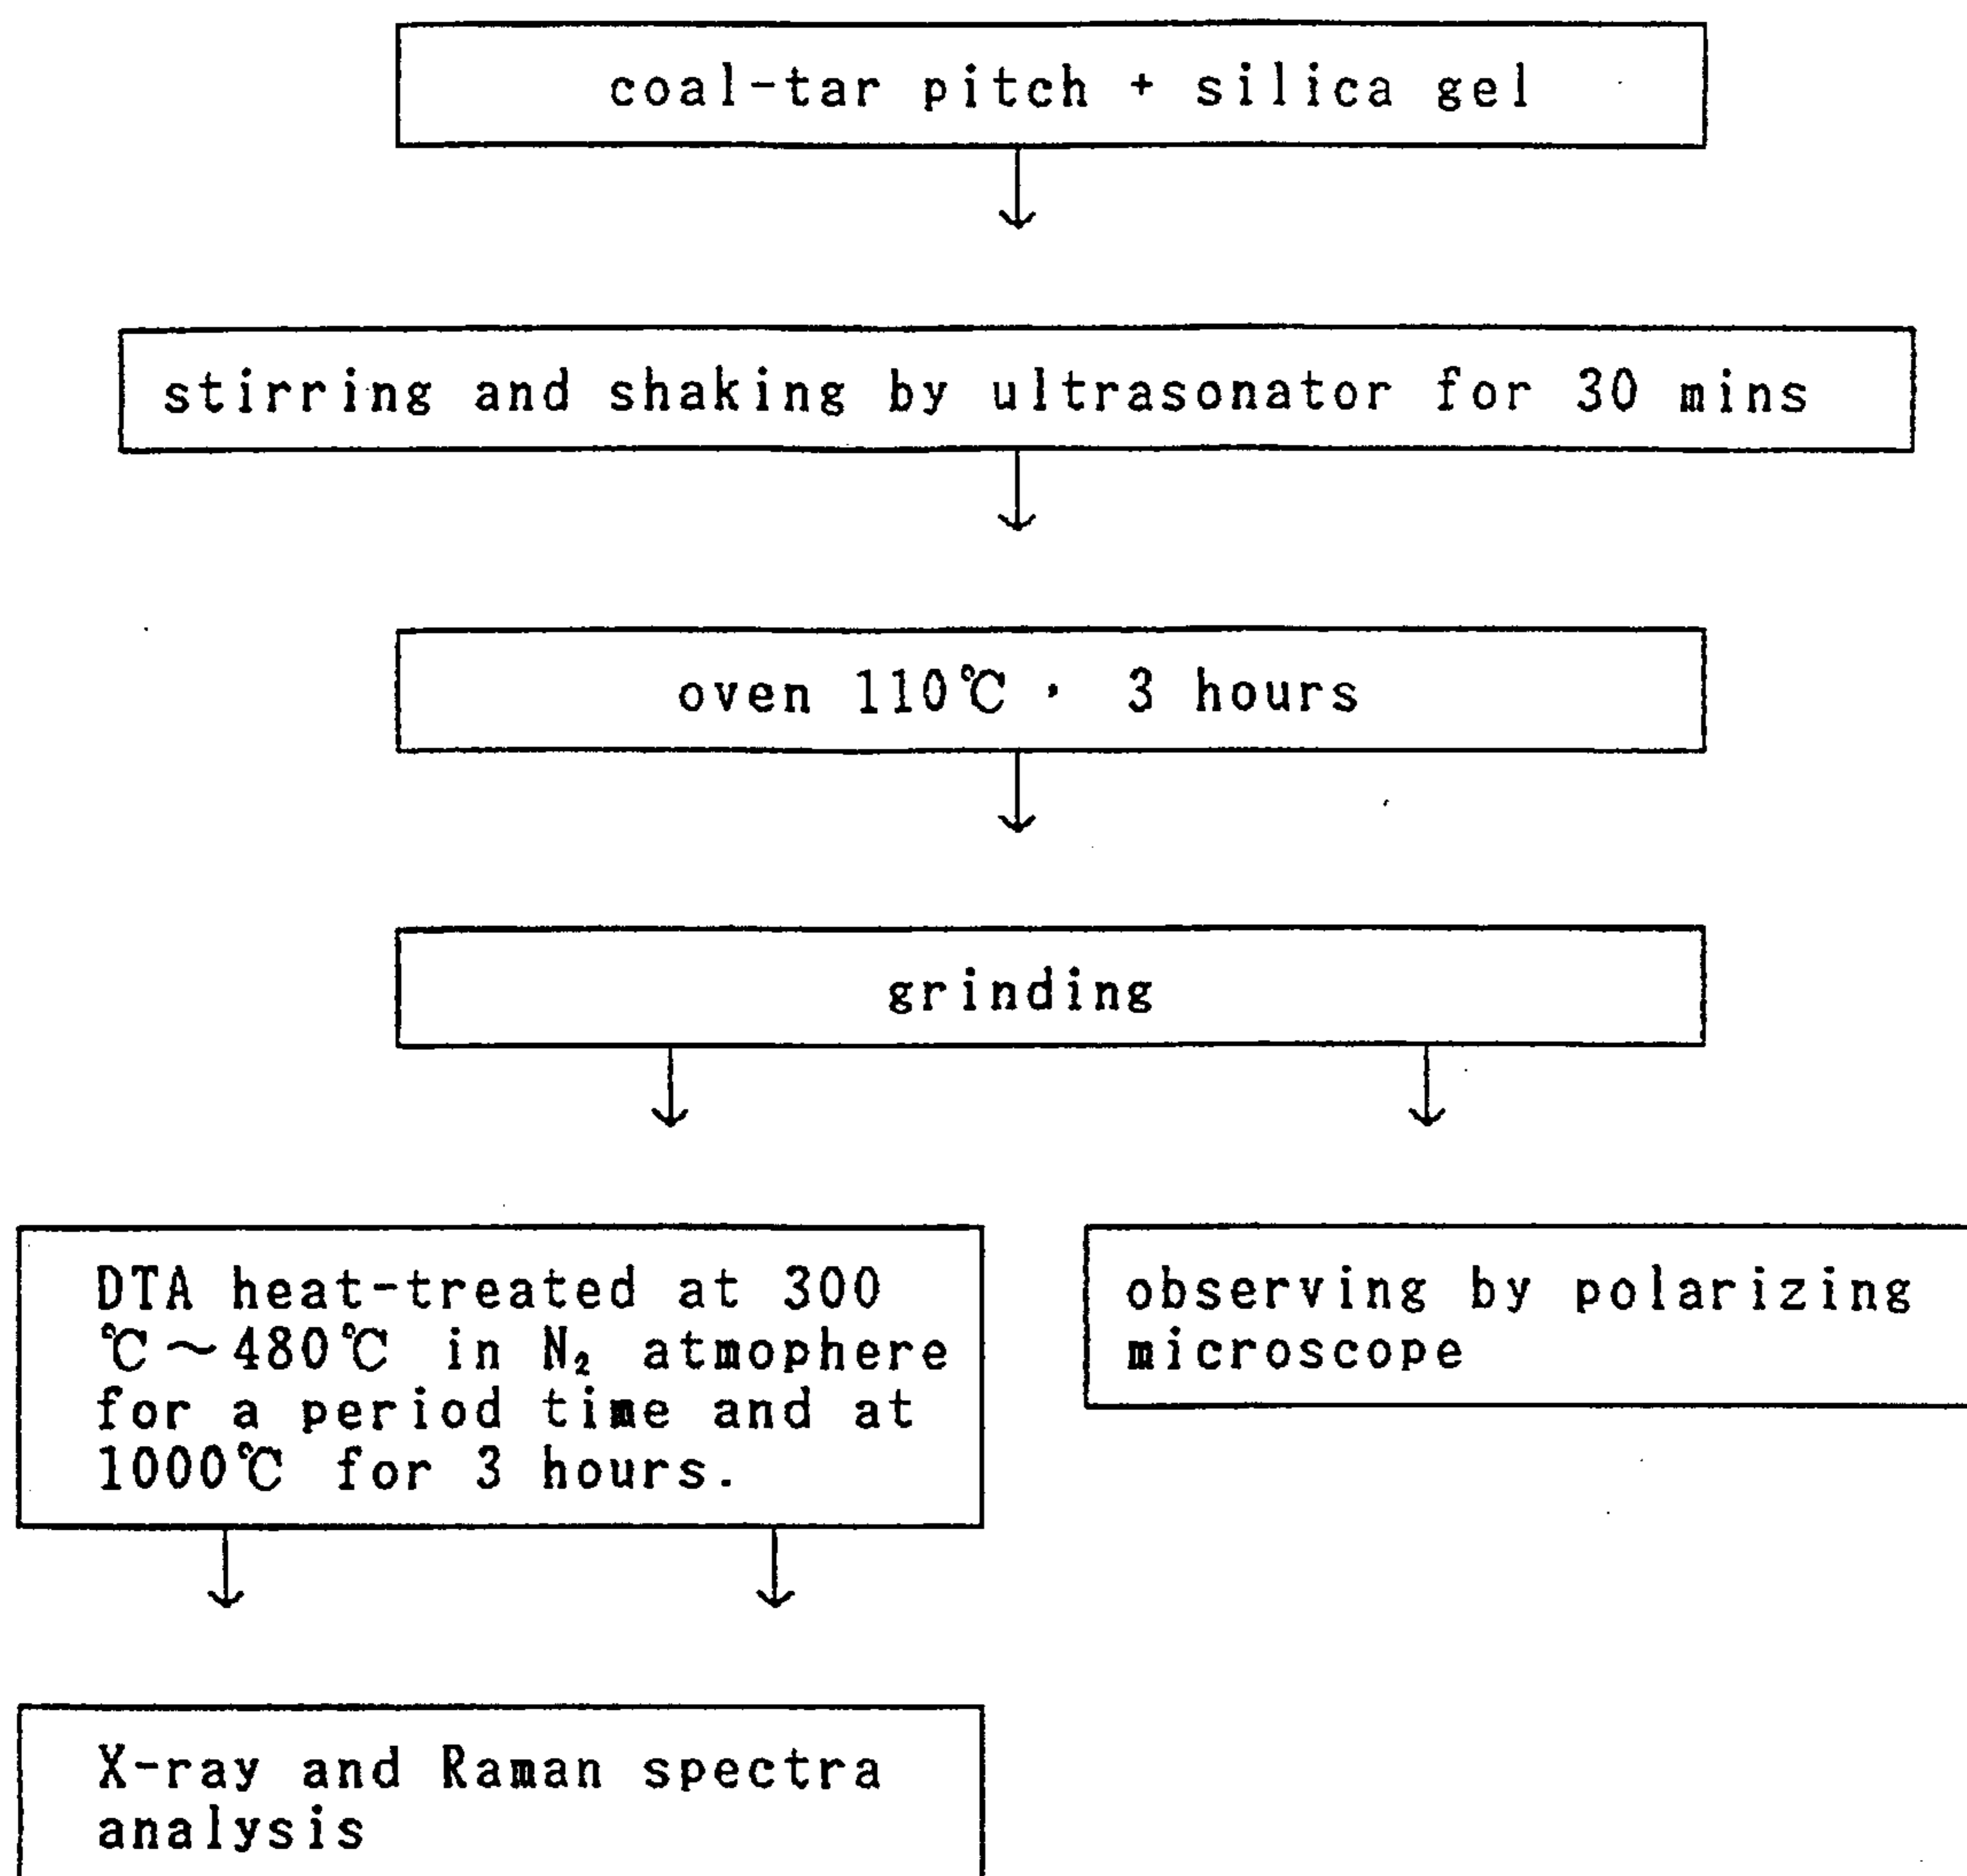 coal-tar pitch + silica gel
stirring and shaking by ultrasonator for 30 mins
oven 110℃ · 3 hours
grinding
DTA heat-treated at 300
℃~480℃ in N₂ atmophere
for a period time and at
1000℃ for 3 hours.
observing by polarizing
microscope
X-ray and Raman spectra
analysis